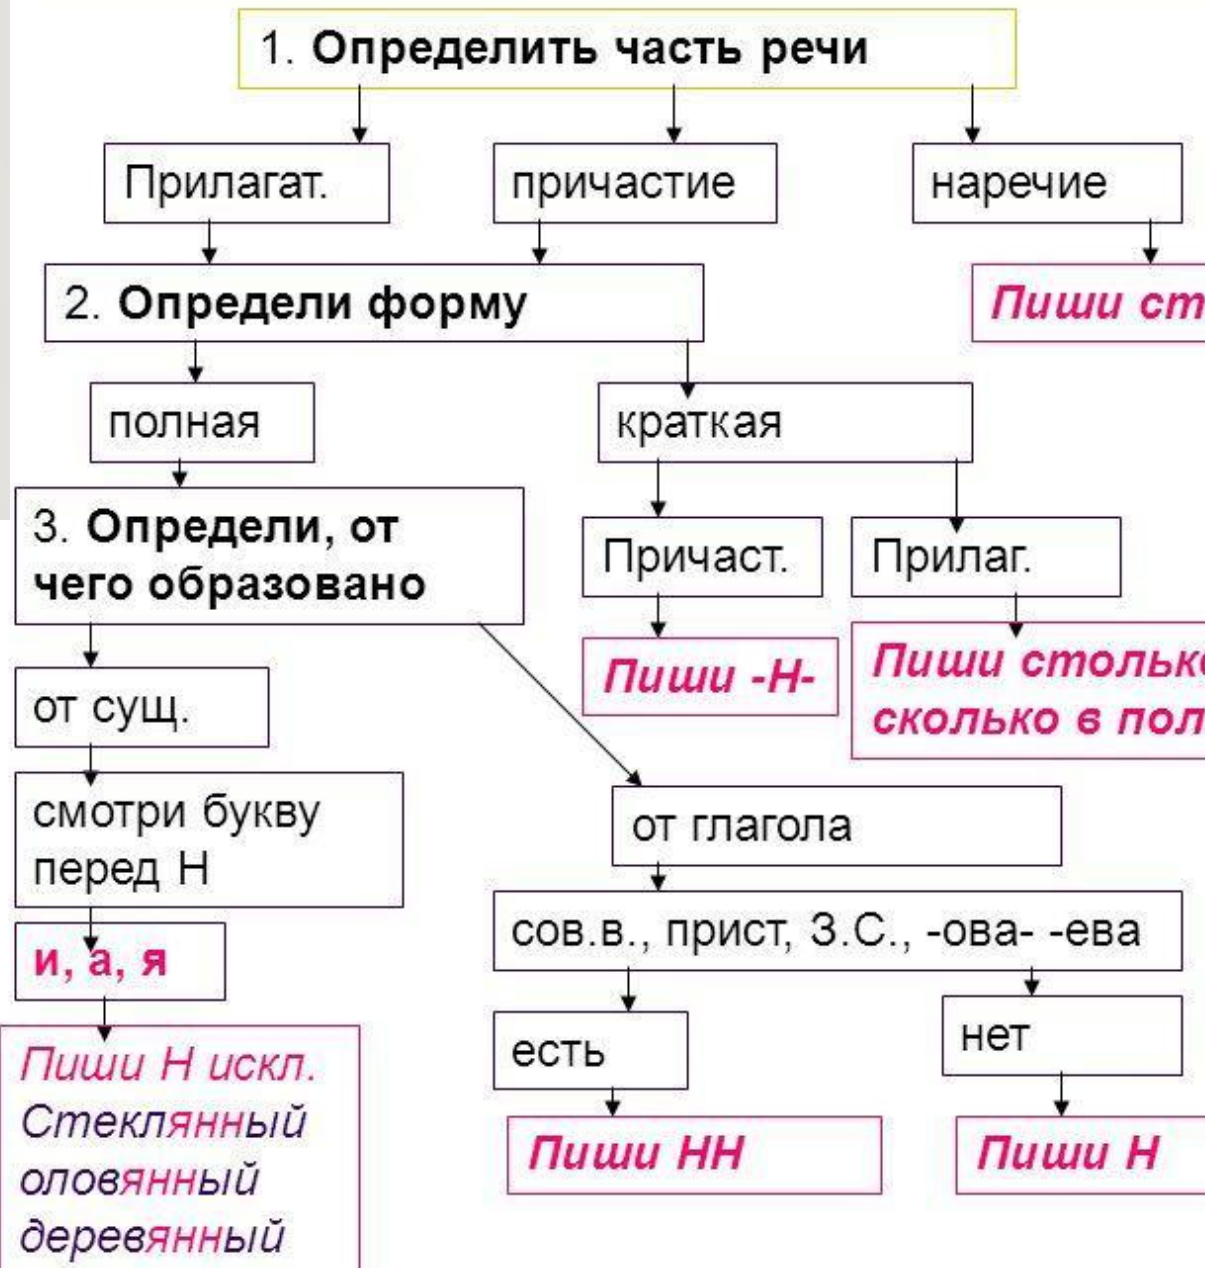 1. Определить часть речи
Прилагат.
причастие
наречие
2. Определи форму
Пиши
полная
краткая
3. Определи, от
чего образовано
Причаст.
Прилаг.
Пиши -Н-
Пиши столько
сколько в
от сущ.
смотри букву
перед Н
и, а, я
Пиши Н искл.
Стеклянный
оловянный
деревянный
от глагола
сов.в., прист, З.С., -ова- -ева
есть
нет
Пиши НН
Пиши Н